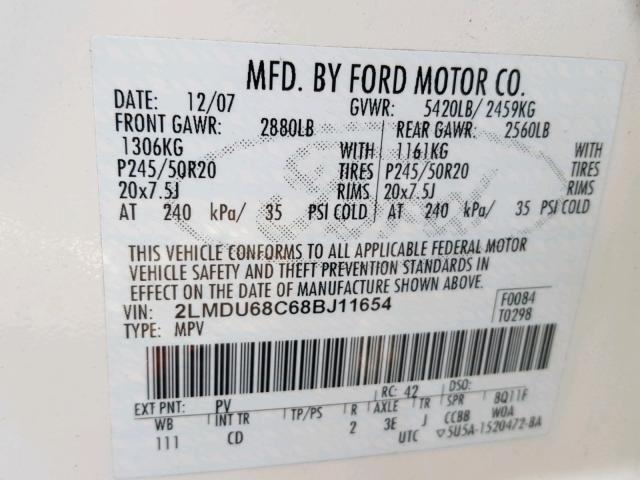 MFD. BY FORD MOTOR CO.
DATE: 12/07 GVWR: 5420LB/ 2459KG
FRONT GAWR: 2880LB REAR GAWR: 2560LB
1306KG WITH 1161KG WITH
P245/50R20 TIRES P245/50R20 TIRES
20x7.5J RIMS 20x7.5J RIMS
AT 240 kPa/ 35 PSI COLD AT 240 kPa/ 35 PSI COLD
THIS VEHICLE CONFORMS TO ALL APPLICABLE FEDERAL MOTOR
VEHICLE SAFETY AND THEFT PREVENTION STANDARDS IN
EFFECT ON THE DATE OF MANUFACTURE SHOWN ABOVE.
VIN: 2LMDU68C68BJ11654 F0084
TYPE: MPV T0298
EXT PNT: PV RC: 42 DSO:
WB INT TR TP/PS R AXLE TR SPR 8Q11F
111 CD 2 3E J CCBB W0A
UTC ▽5U5A-1520472-BA